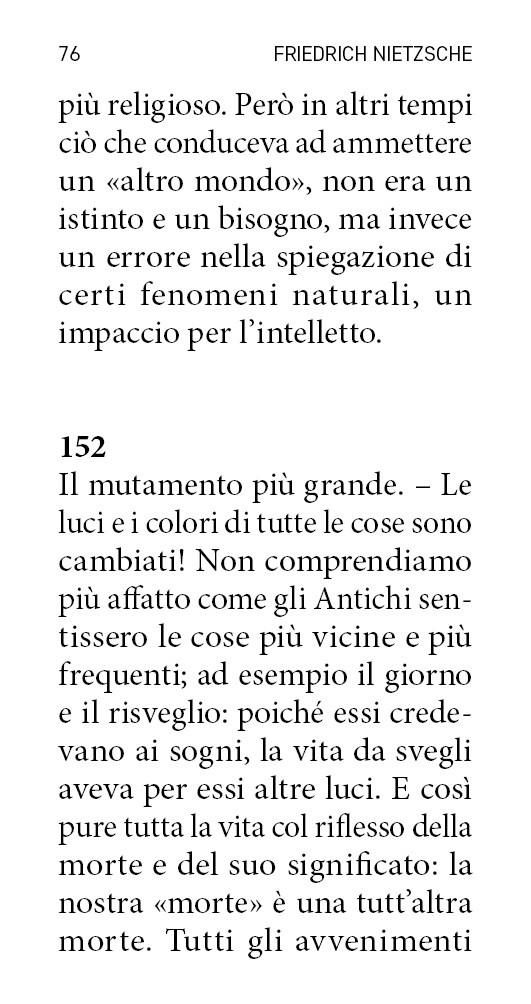 76 FRIEDRICH NIETZSCHE
più religioso. Però in altri tempi
ciò che conduceva ad ammettere
un «altro mondo», non era un
istinto e un bisogno, ma invece
un errore nella spiegazione di
certi fenomeni naturali, un
impaccio per l’intelletto.
152
Il mutamento più grande. – Le
luci e i colori di tutte le cose sono
cambiati! Non comprendiamo
più affatto come gli Antichi sen-
tissero le cose più vicine e più
frequenti; ad esempio il giorno
e il risveglio: poiché essi crede-
vano ai sogni, la vita da svegli
aveva per essi altre luci. E così
pure tutta la vita col riflesso della
morte e del suo significato: la
nostra «morte» è una tutt’altra
morte. Tutti gli avvenimenti